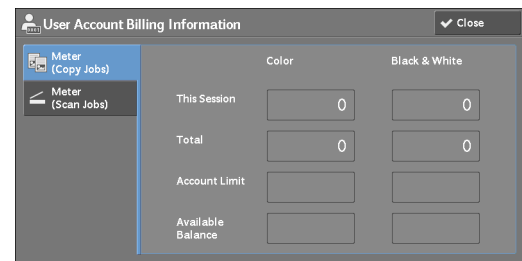 User Account Billing Information
Close
Meter
(Copy Jobs)
Meter
(Scan Jobs)
Color Black & White
This Session 0 0
Total 0 0
Account Limit
Available
Balance